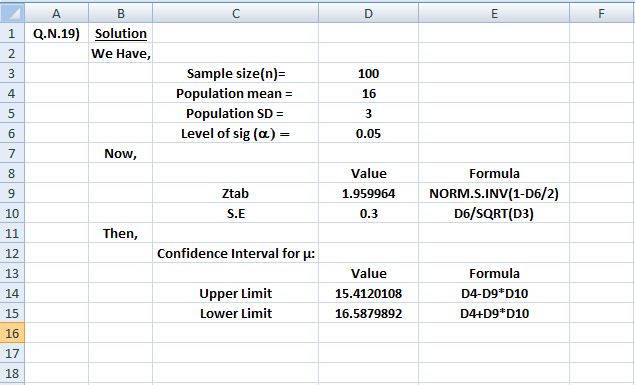 A B C D E F
1 Q.N.19) Solution
2 We Have,
3 Sample size(n)= 100
4 Population mean = 16
5 Population SD = 3
6 Level of sig (α) = 0.05
7 Now,
8 Value Formula
9 Ztab 1.959964 NORM.S.INV(1-D6/2)
10 S.E 0.3 D6/SQRT(D3)
11 Then,
12 Confidence Interval for μ:
13 Value Formula
14 Upper Limit 15.4120108 D4-D9*D10
15 Lower Limit 16.5879892 D4+D9*D10
16
17
18